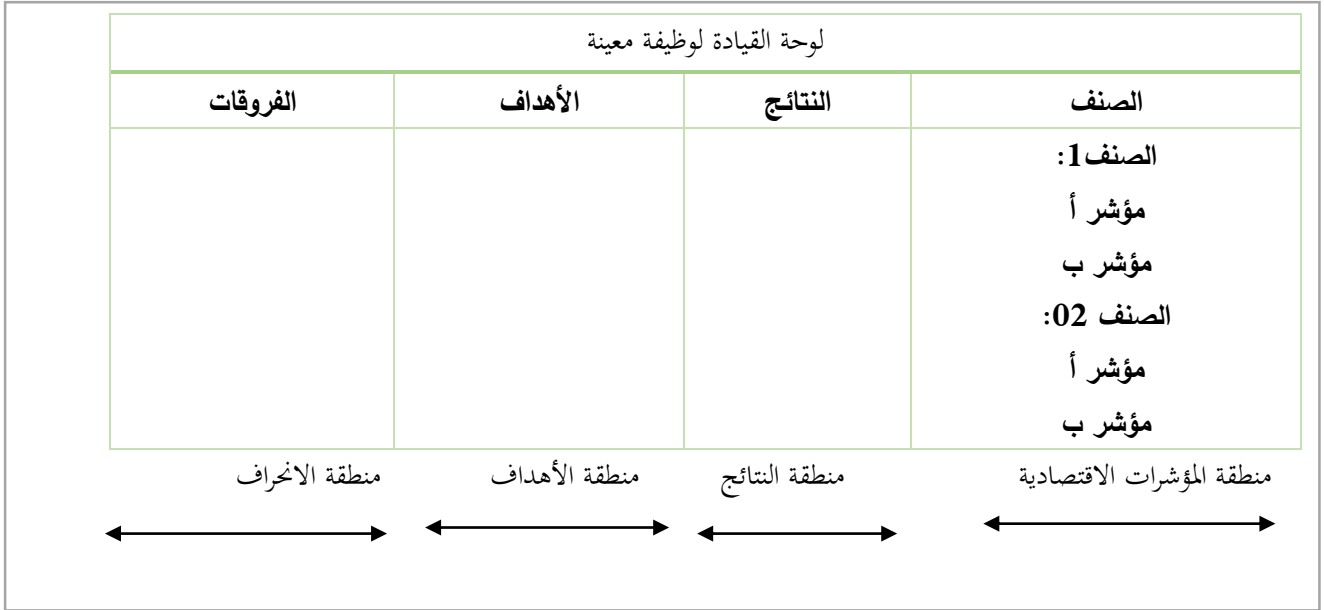 لوحة القيادة لوظيفة معينة
الصنف النتائج الأهداف الفروقات
الصنف1:
مؤشر أ
مؤشر ب
الصنف 02:
مؤشر أ
مؤشر ب
منطقة المؤشرات الاقتصادية منطقة النتائج منطقة الأهداف منطقة الانحراف